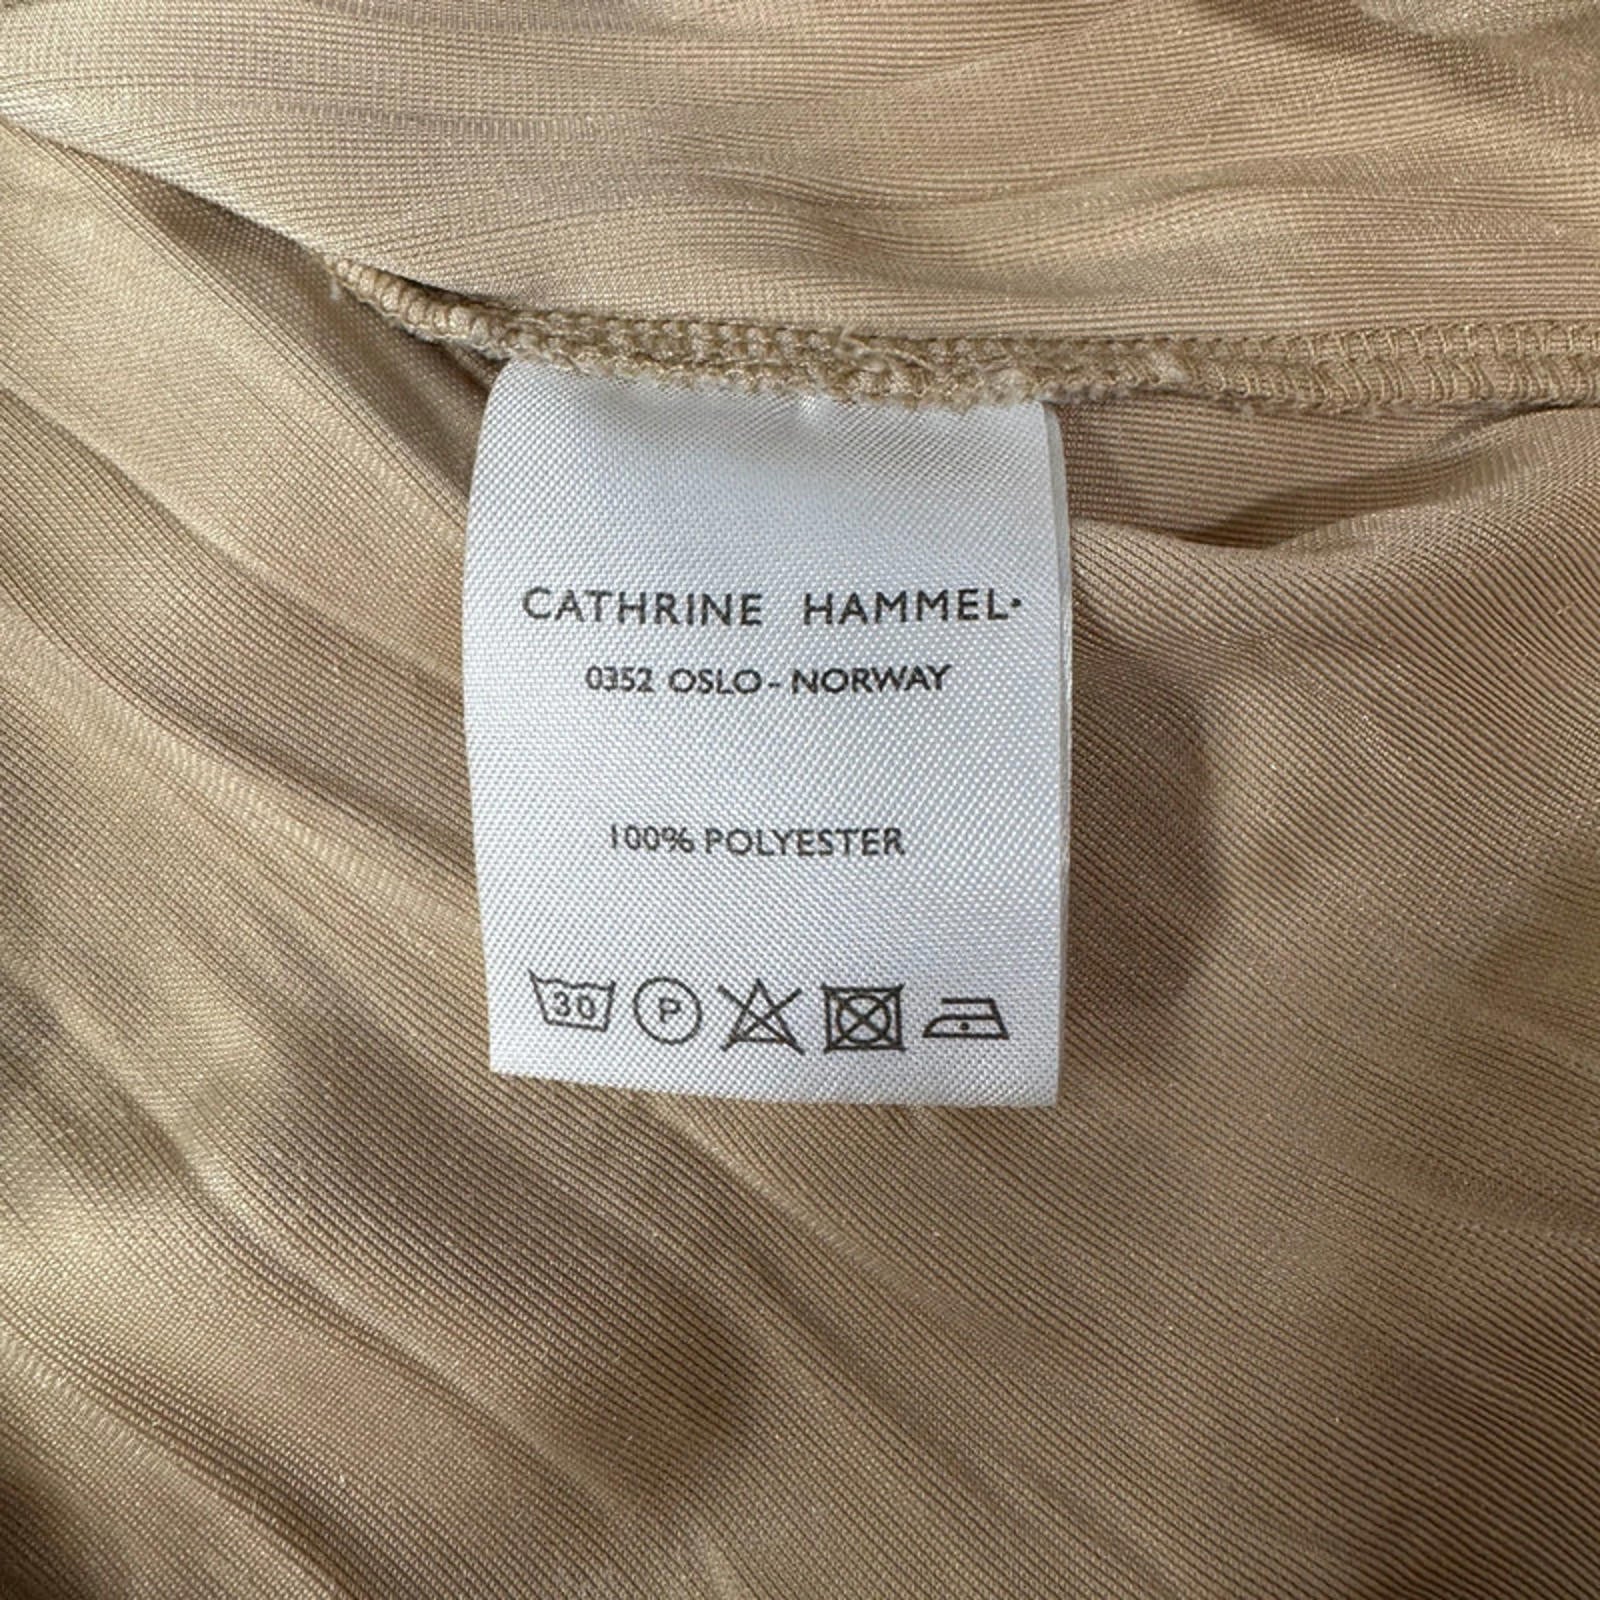 CATHRINE HAMMEL•
0352 OSLO - NORWAY
100% POLYESTER
30 P